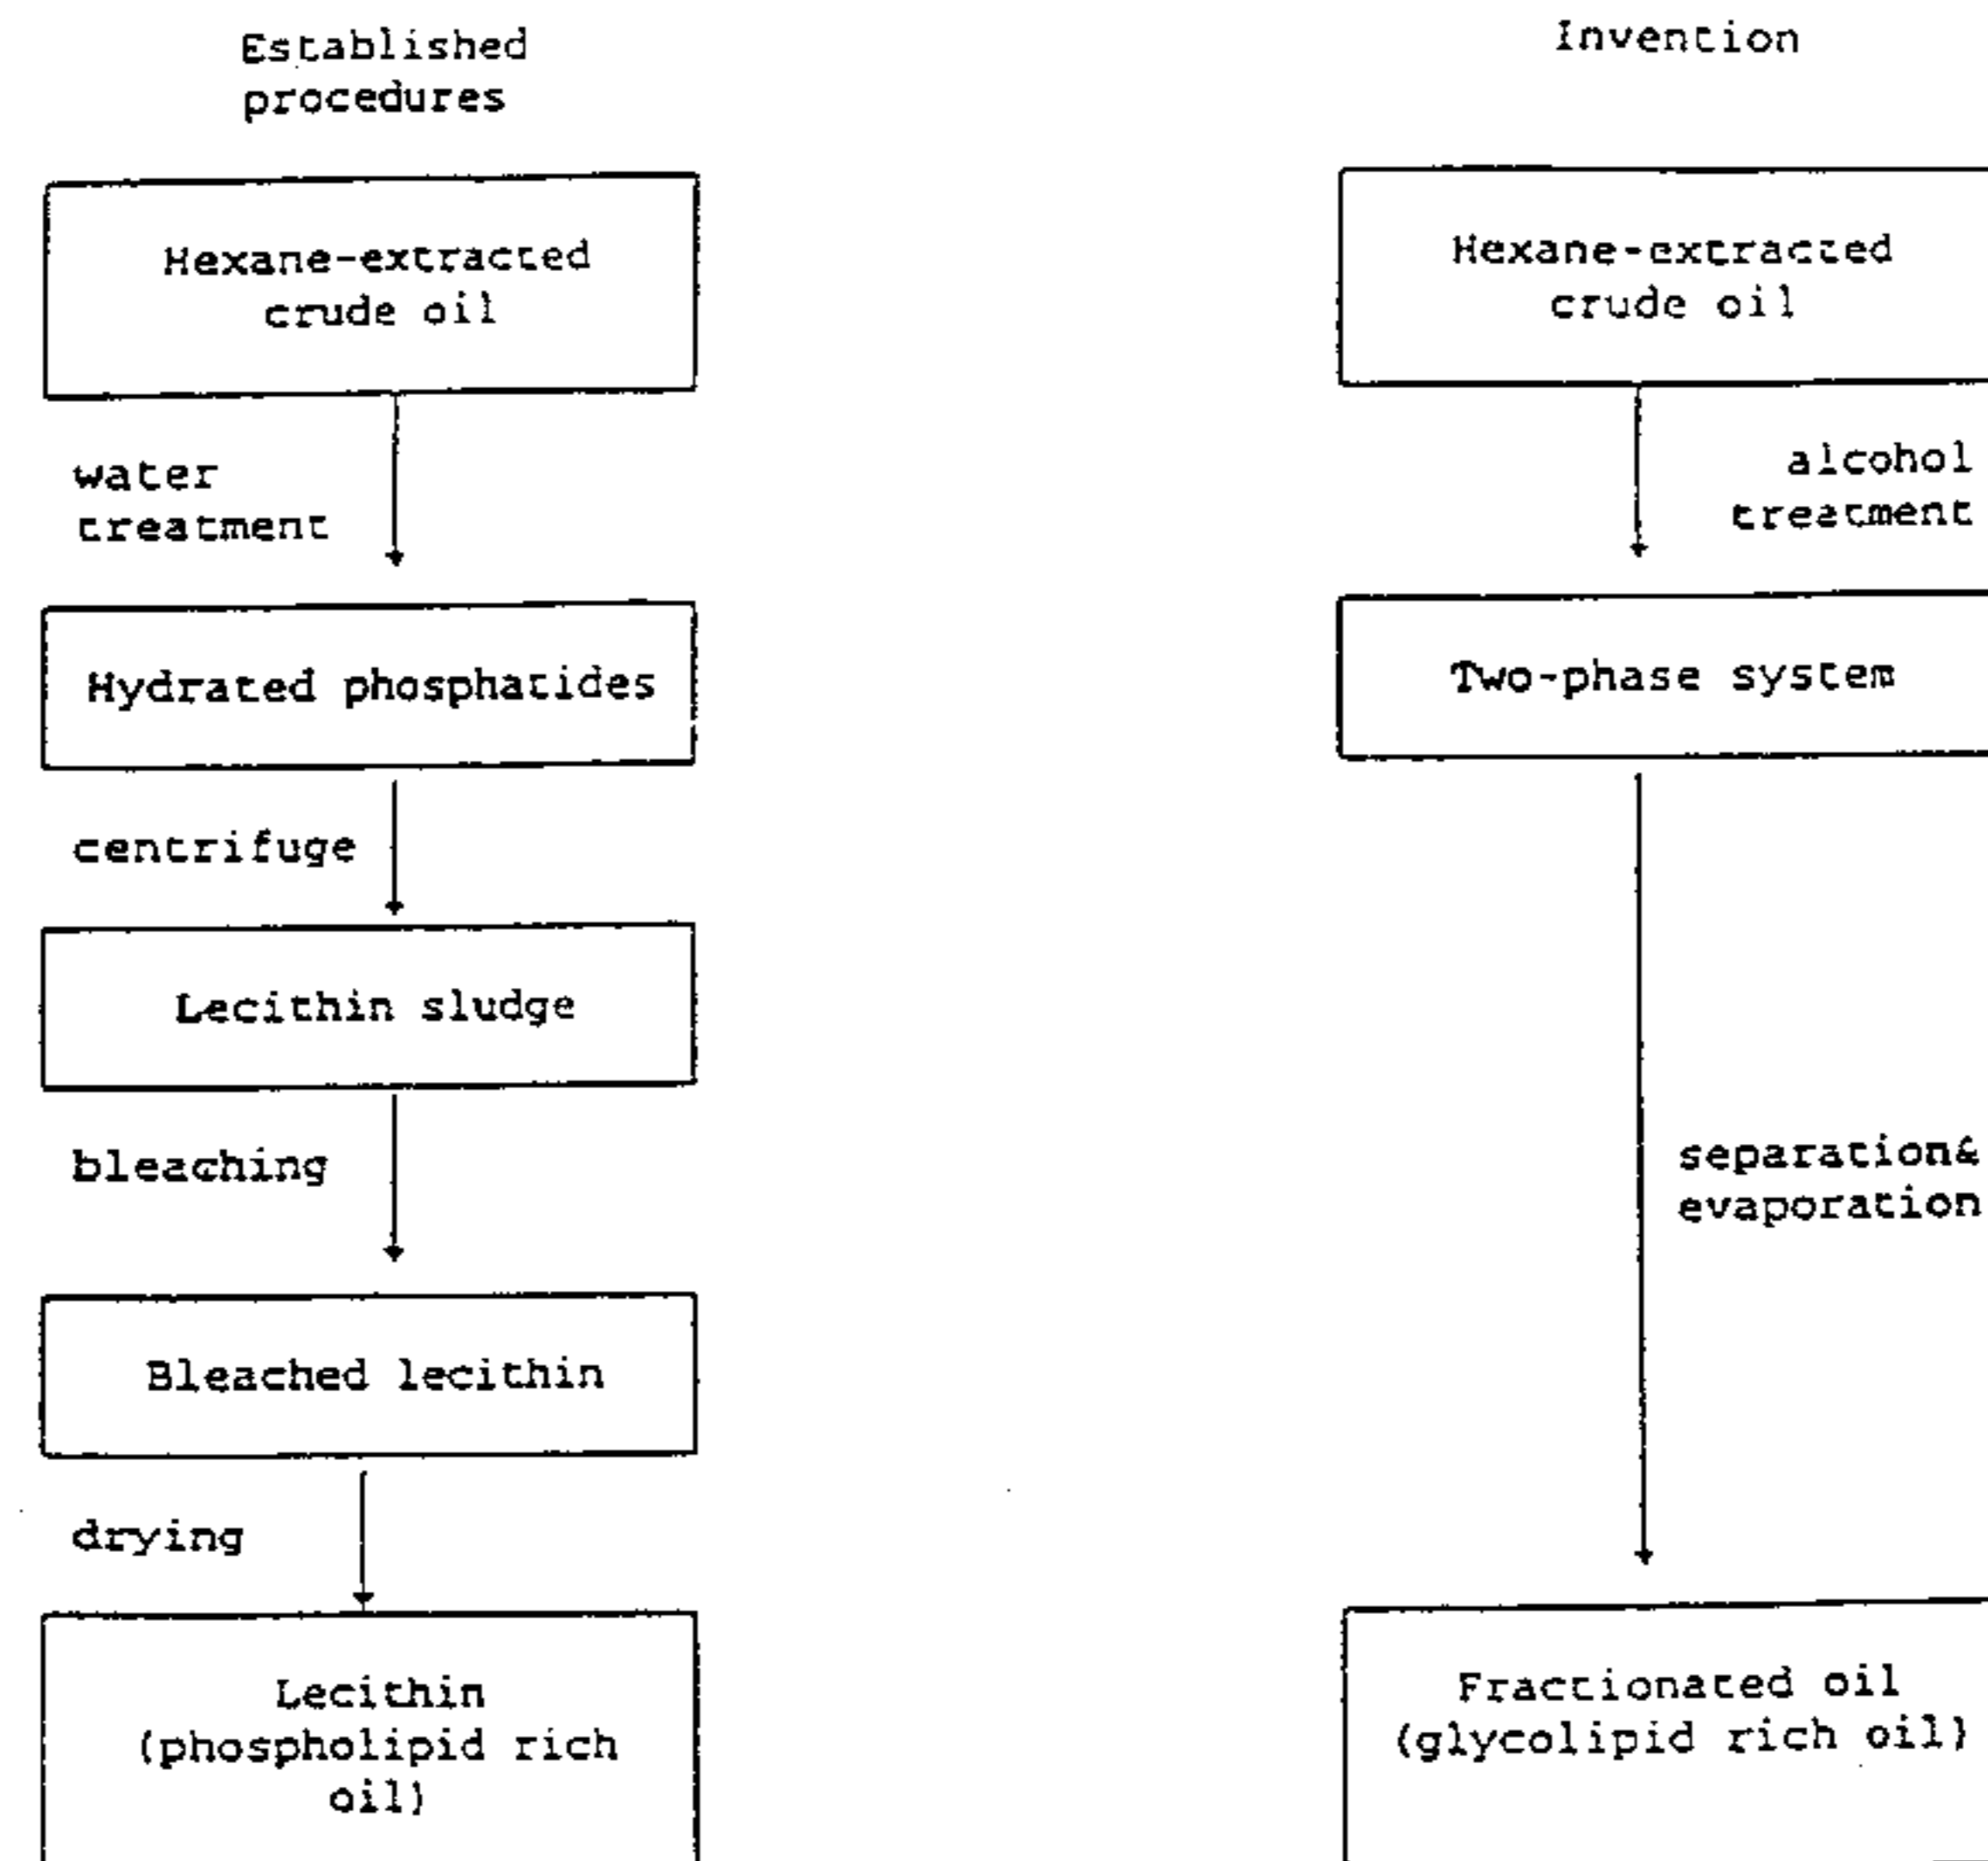 Established
procedures
Hexane-extracted
crude oil
water
treatment
Hydrated phosphatides
centrifuge
Lecithin sludge
bleaching
Bleached lecithin
drying
Lecithin
(phospholipid rich
oil)
Invention
Hexane-extracted
crude oil
alcohol
treatment
Two-phase system
separation&
evaporation
Fractionated oil
(glycolipid rich oil)